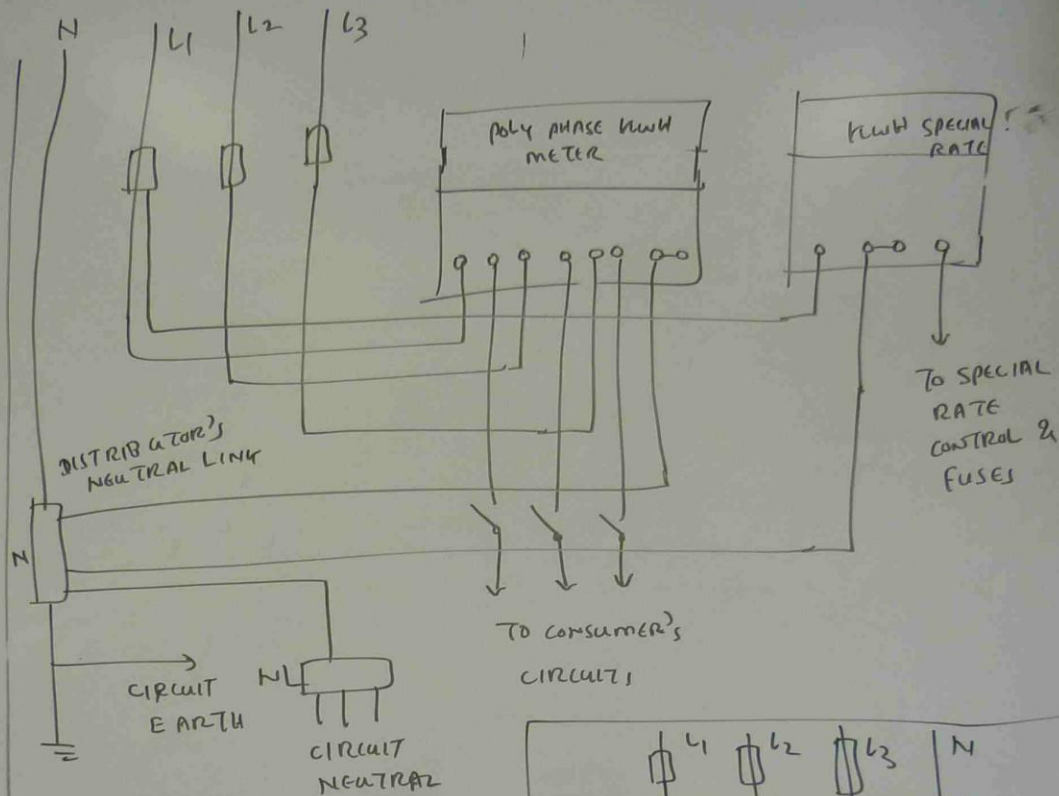 N
L1
L2
L3
POLY PHASE KWH
METER
KWH SPECIAL
RATE
TO SPECIAL
RATE
CONTROL &
FUSES
DISTRIBUTOR'S
NEUTRAL LINK
N
TO CONSUMER'S
CIRCUITS
CIRCUIT
EARTH
NL
CIRCUIT
NEUTRAL
L1
L2
L3
N